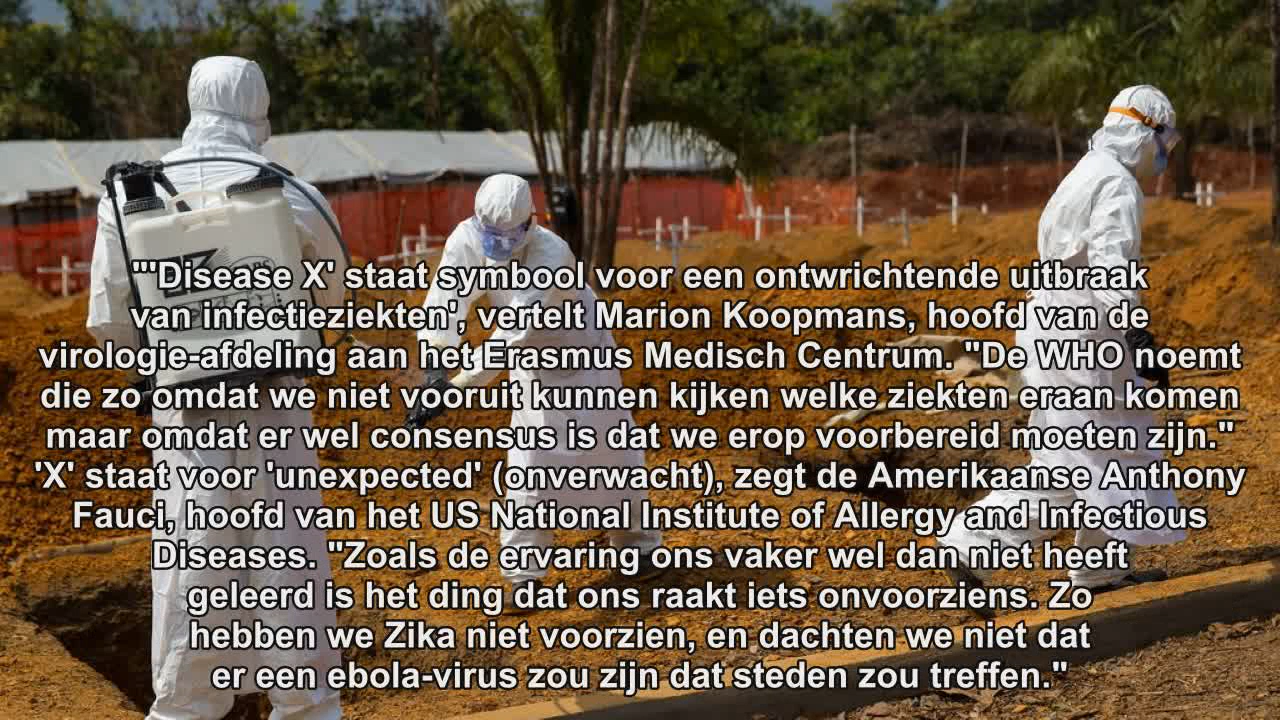 "'Disease X' staat symbool voor een ontwrichtende uitbraak
van infectieziekten', vertelt Marion Koopmans, hoofd van de
virologie-afdeling aan het Erasmus Medisch Centrum. "De WHO noemt
die zo omdat we niet vooruit kunnen kijken welke ziekten eraan komen
maar omdat er wel consensus is dat we erop voorbereid moeten zijn."
'X' staat voor 'unexpected' (onverwacht), zegt de Amerikaanse Anthony
Fauci, hoofd van het US National Institute of Allergy and Infectious
Diseases. "Zoals de ervaring ons vaker wel dan niet heeft
geleerd is het ding dat ons raakt iets onvoorziens. Zo
hebben we Zika niet voorzien, en dachten we niet dat
er een ebola-virus zou zijn dat steden zou treffen."